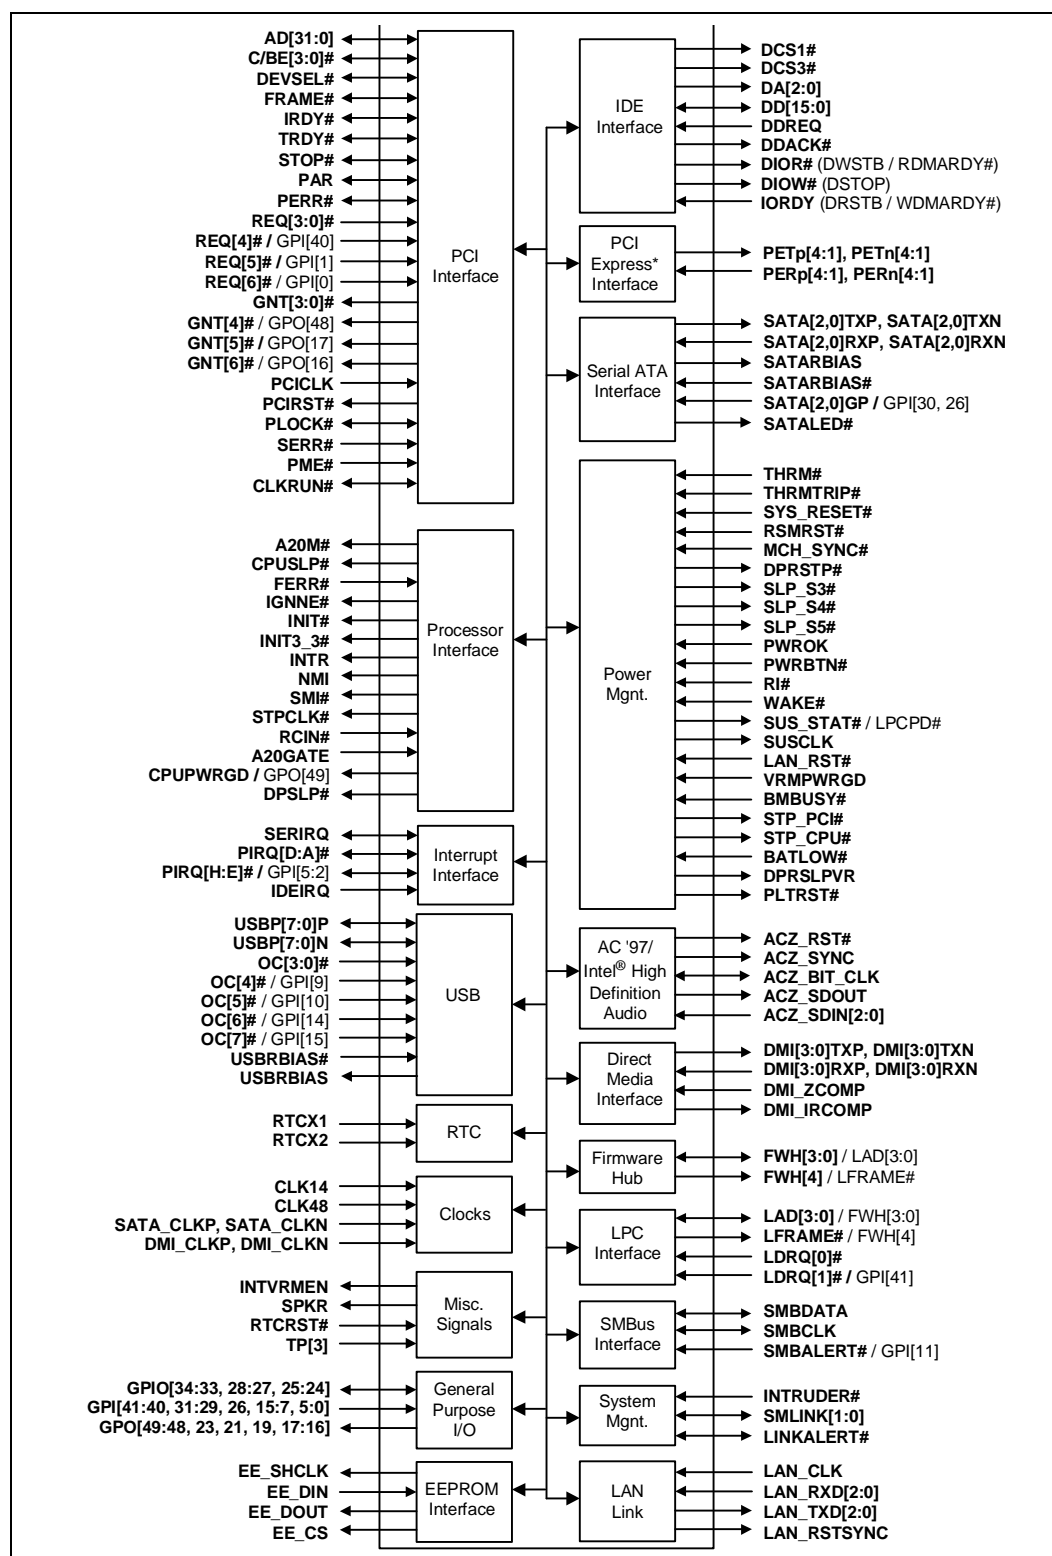 AD[31:0]
C/BE[3:0]#
DEVSEL#
FRAME#
IRDY#
TRDY#
STOP#
PAR
PERR#
REQ[3:0]#
REQ[4]# / GPI[40]
REQ[5]# / GPI[1]
REQ[6]# / GPI[0]
GNT[3:0]#
GNT[4]# / GPO[48]
GNT[5]# / GPO[17]
GNT[6]# / GPO[16]
PCICLK
PCIRST#
PLOCK#
SERR#
PME#
CLKRUN#
PCI
Interface
A20M#
CPUSLP#
FERR#
IGNNE#
INIT#
INIT3_3#
INTR
NMI
SMI#
STPCLK#
RCIN#
A20GATE
CPUPWRGD / GPO[49]
DPSLP#
Processor
Interface
SERIRQ
PIRQ[D:A]#
PIRQ[H:E]# / GPI[5:2]
IDEIRQ
Interrupt
Interface
USBP[7:0]P
USBP[7:0]N
OC[3:0]#
OC[4]# / GPI[9]
OC[5]# / GPI[10]
OC[6]# / GPI[14]
OC[7]# / GPI[15]
USBRBIAS#
USBRBIAS
USB
RTCX1
RTCX2
RTC
CLK14
CLK48
SATA_CLKP, SATA_CLKN
DMI_CLKP, DMI_CLKN
Clocks
INTVRMEN
SPKR
RTCRST#
TP[3]
Misc.
Signals
GPIO[34:33, 28:27, 25:24]
GPI[41:40, 31:29, 26, 15:7, 5:0]
GPO[49:48, 23, 21, 19, 17:16]
General
Purpose
I/O
EE_SHCLK
EE_DIN
EE_DOUT
EE_CS
EEPROM
Interface
IDE
Interface
DCS1#
DCS3#
DA[2:0]
DD[15:0]
DDREQ
DDACK#
DIOR# (DWSTB / RDMARDY#)
DIOW# (DSTOP)
IORDY (DRSTB / WDMARDY#)
PCI
Express*
Interface
PETp[4:1], PETn[4:1]
PERp[4:1], PERn[4:1]
Serial ATA
Interface
SATA[2,0]TXP, SATA[2,0]TXN
SATA[2,0]RXP, SATA[2,0]RXN
SATARBIAS
SATARBIAS#
SATA[2,0]GP / GPI[30, 26]
SATALED#
Power
Mgnt.
THRM#
THRMTRIP#
SYS_RESET#
RSMRST#
MCH_SYNC#
DPRSTP#
SLP_S3#
SLP_S4#
SLP_S5#
PWROK
PWRBTN#
RI#
WAKE#
SUS_STAT# / LPCPD#
SUSCLK
LAN_RST#
VRMPWRGD
BMBUSY#
STP_PCI#
STP_CPU#
BATLOW#
DPRSLPVR
PLTRST#
AC '97/
Intel® High
Definition
Audio
ACZ_RST#
ACZ_SYNC
ACZ_BIT_CLK
ACZ_SDOUT
ACZ_SDIN[2:0]
Direct
Media
Interface
DMI[3:0]TXP, DMI[3:0]TXN
DMI[3:0]RXP, DMI[3:0]RXN
DMI_ZCOMP
DMI_IRCOMP
Firmware
Hub
FWH[3:0] / LAD[3:0]
FWH[4] / LFRAME#
LPC
Interface
LAD[3:0] / FWH[3:0]
LFRAME# / FWH[4]
LDRQ[0]#
LDRQ[1]# / GPI[41]
SMBus
Interface
SMBDATA
SMBCLK
SMBALERT# / GPI[11]
System
Mgnt.
INTRUDER#
SMLINK[1:0]
LINKALERT#
LAN
Link
LAN_CLK
LAN_RXD[2:0]
LAN_TXD[2:0]
LAN_RSTSYNC